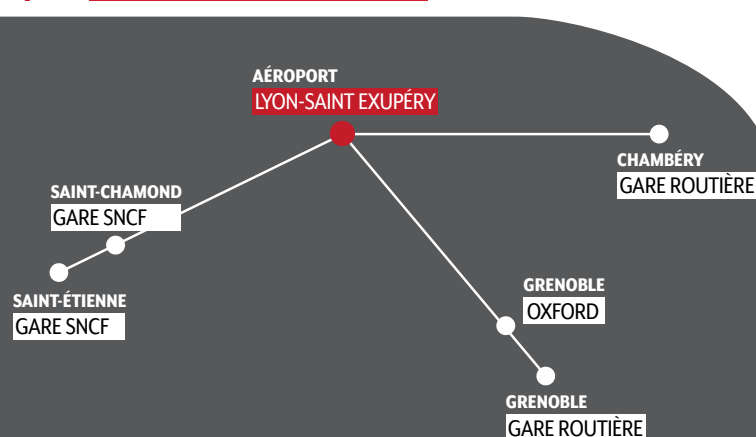 AÉROPORT
LYON-SAINT EXUPÉRY
CHAMBÉRY
GARE ROUTIÈRE
SAINT-CHAMOND
GARE SNCF
SAINT-ÉTIENNE
GARE SNCF
GRENOBLE
OXFORD
GRENOBLE
GARE ROUTIÈRE